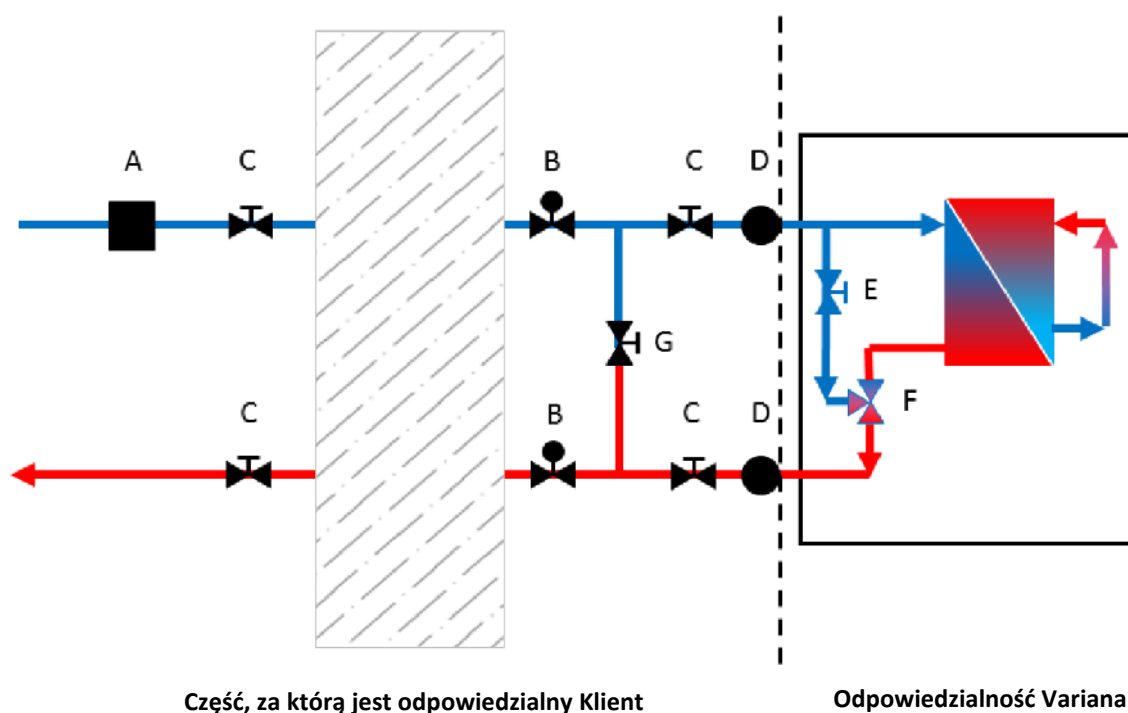 A C B C D
E
G
F
C B C D
Część, za którą jest odpowiedzialny Klient
Odpowiedzialność Variana